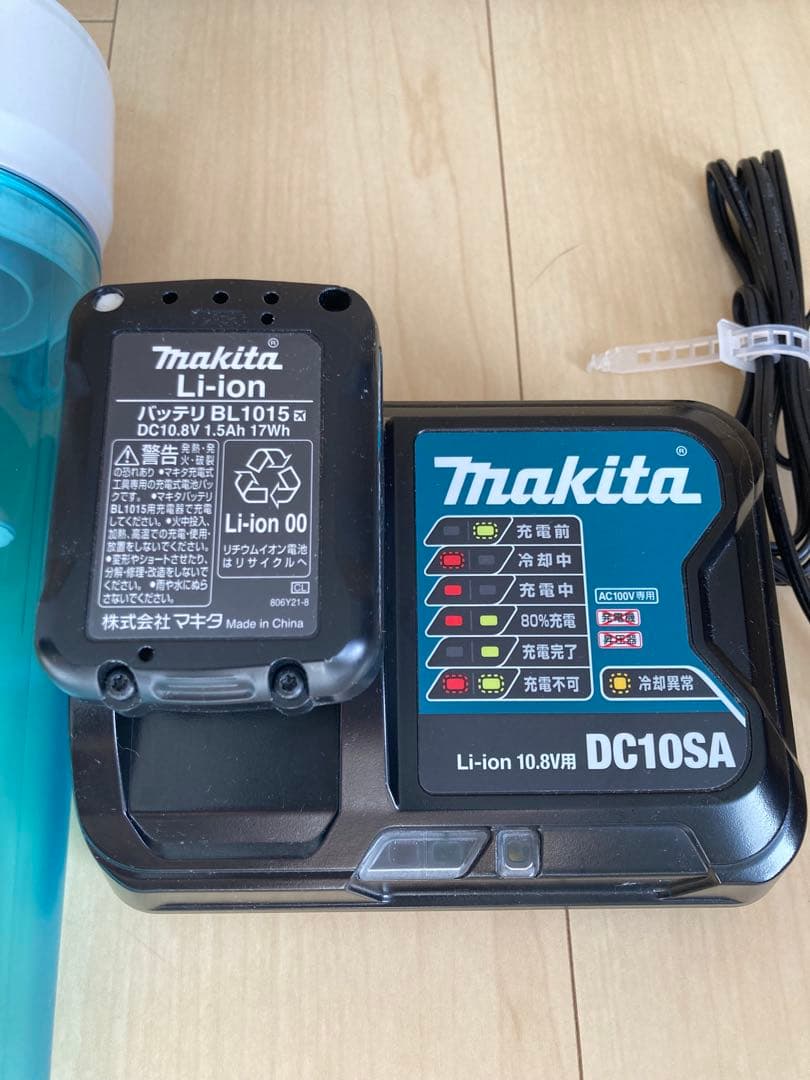 makita®
Li-ion
バッテリ BL1015
DC10.8V 1.5Ah 17Wh
警告 発熱・発
火・破裂
の恐れあり ●マキタ充電式
工具専用の充電式電池パッ
クです。 ●マキタバッテリ
BL1015用充電器で充電
してください。●火中投入、
加熱、高温での充電・使用・
放置をしないでください。
●変形やショートさせたり、
分解・修理・改造をしないで
ください。 ●雨や水にぬら
さないでください。
Li-ion 00
リチウムイオン電池
はリサイクルへ
CL
806Y21-8
株式会社 マキタ Made in China
makita®
充電前
冷却中
充電中
80%充電
充電完了
充電不可
AC100V専用
発電機
昇圧器
冷却異常
Li-ion 10.8V用 DC10SA